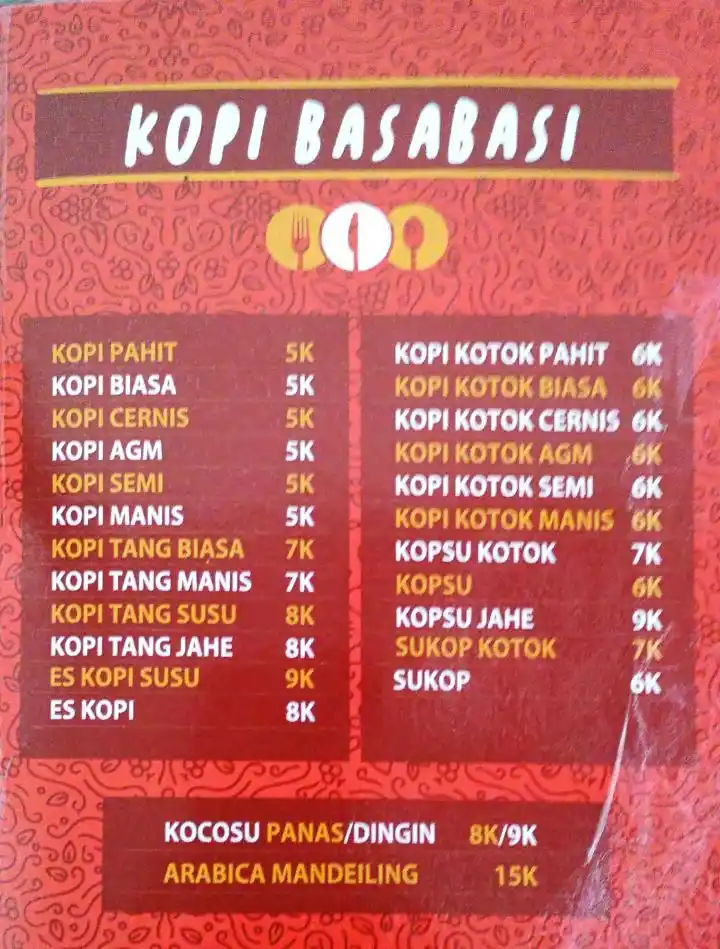 KOPI BASABASI
KOPI PAHIT 5K
KOPI BIASA 5K
KOPI CERNIS 5K
KOPI AGM 5K
KOPI SEMI 5K
KOPI MANIS 5K
KOPI TANG BIASA 7K
KOPI TANG MANIS 7K
KOPI TANG SUSU 8K
KOPI TANG JAHE 8K
ES KOPI SUSU 9K
ES KOPI 8K
KOPI KOTOK PAHIT 6K
KOPI KOTOK BIASA 6K
KOPI KOTOK CERNIS 6K
KOPI KOTOK AGM 6K
KOPI KOTOK SEMI 6K
KOPI KOTOK MANIS 6K
KOPSU KOTOK 7K
KOPSU 6K
KOPSU JAHE 9K
SUKOP KOTOK 7K
SUKOP 6K
KOCOSU PANAS/DINGIN 8K/9K
ARABICA MANDEILING 15K